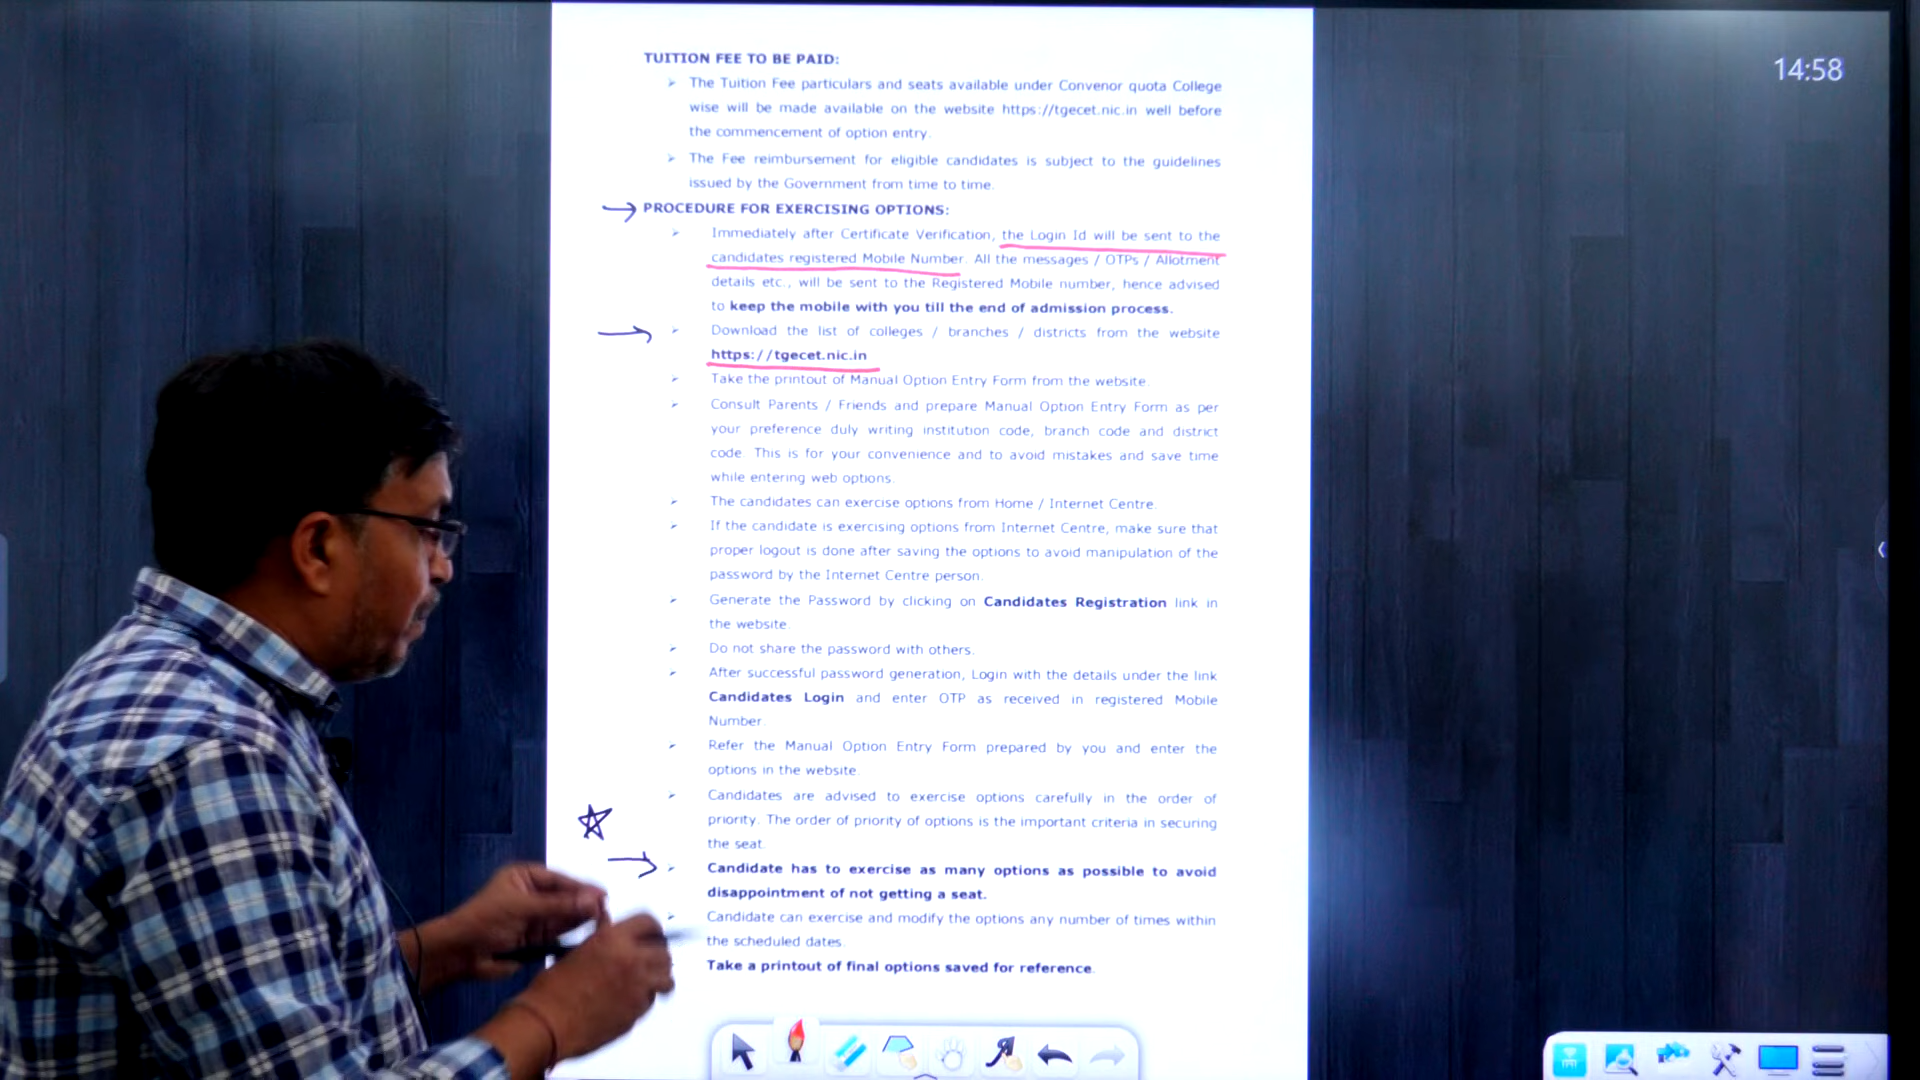 14:58
TUITION FEE TO BE PAID:
➢ The Tuition Fee particulars and seats available under Convenor quota College
wise will be made available on the website https://tgecet.nic.in well before
the commencement of option entry.
➢ The Fee reimbursement for eligible candidates is subject to the guidelines
issued by the Government from time to time.
PROCEDURE FOR EXERCISING OPTIONS:
➢ Immediately after Certificate Verification, the Login Id will be sent to the
candidates registered Mobile Number. All the messages / OTPs / Allotment
details etc., will be sent to the Registered Mobile number, hence advised
to keep the mobile with you till the end of admission process.
➢ Download the list of colleges / branches / districts from the website
https://tgecet.nic.in
➢ Take the printout of Manual Option Entry Form from the website.
➢ Consult Parents / Friends and prepare Manual Option Entry Form as per
your preference duly writing institution code, branch code and district
code. This is for your convenience and to avoid mistakes and save time
while entering web options.
➢ The candidates can exercise options from Home / Internet Centre.
➢ If the candidate is exercising options from Internet Centre, make sure that
proper logout is done after saving the options to avoid manipulation of the
password by the Internet Centre person.
➢ Generate the Password by clicking on Candidates Registration link in
the website.
➢ Do not share the password with others.
➢ After successful password generation, Login with the details under the link
Candidates Login and enter OTP as received in registered Mobile
Number.
➢ Refer the Manual Option Entry Form prepared by you and enter the
options in the website.
➢ Candidates are advised to exercise options carefully in the order of
priority. The order of priority of options is the important criteria in securing
the seat.
➢ Candidate has to exercise as many options as possible to avoid
disappointment of not getting a seat.
➢ Candidate can exercise and modify the options any number of times within
the scheduled dates.
Take a printout of final options saved for reference.